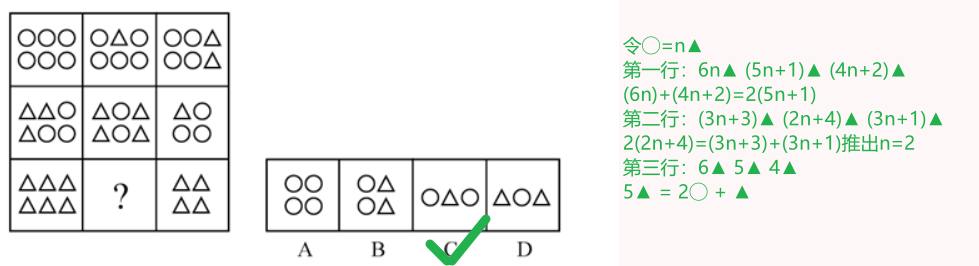 令○=n▲
第一行：6n▲ (5n+1)▲ (4n+2)▲
(6n)+(4n+2)=2(5n+1)
第二行：(3n+3)▲ (2n+4)▲ (3n+1)▲
2(2n+4)=(3n+3)+(3n+1)推出n=2
第三行：6▲ 5▲ 4▲
5▲ = 2○ + ▲
?
A B C D